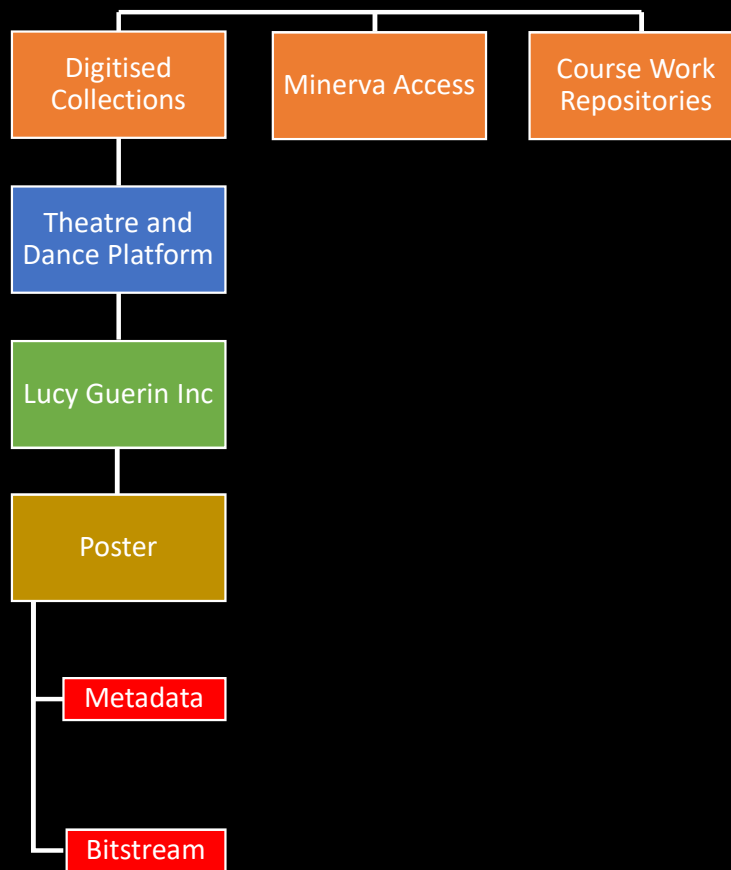 Digitised
Collections
Minerva Access
Course Work
Repositories
Theatre and
Dance Platform
Lucy Guerin Inc
Poster
Metadata
Bitstream